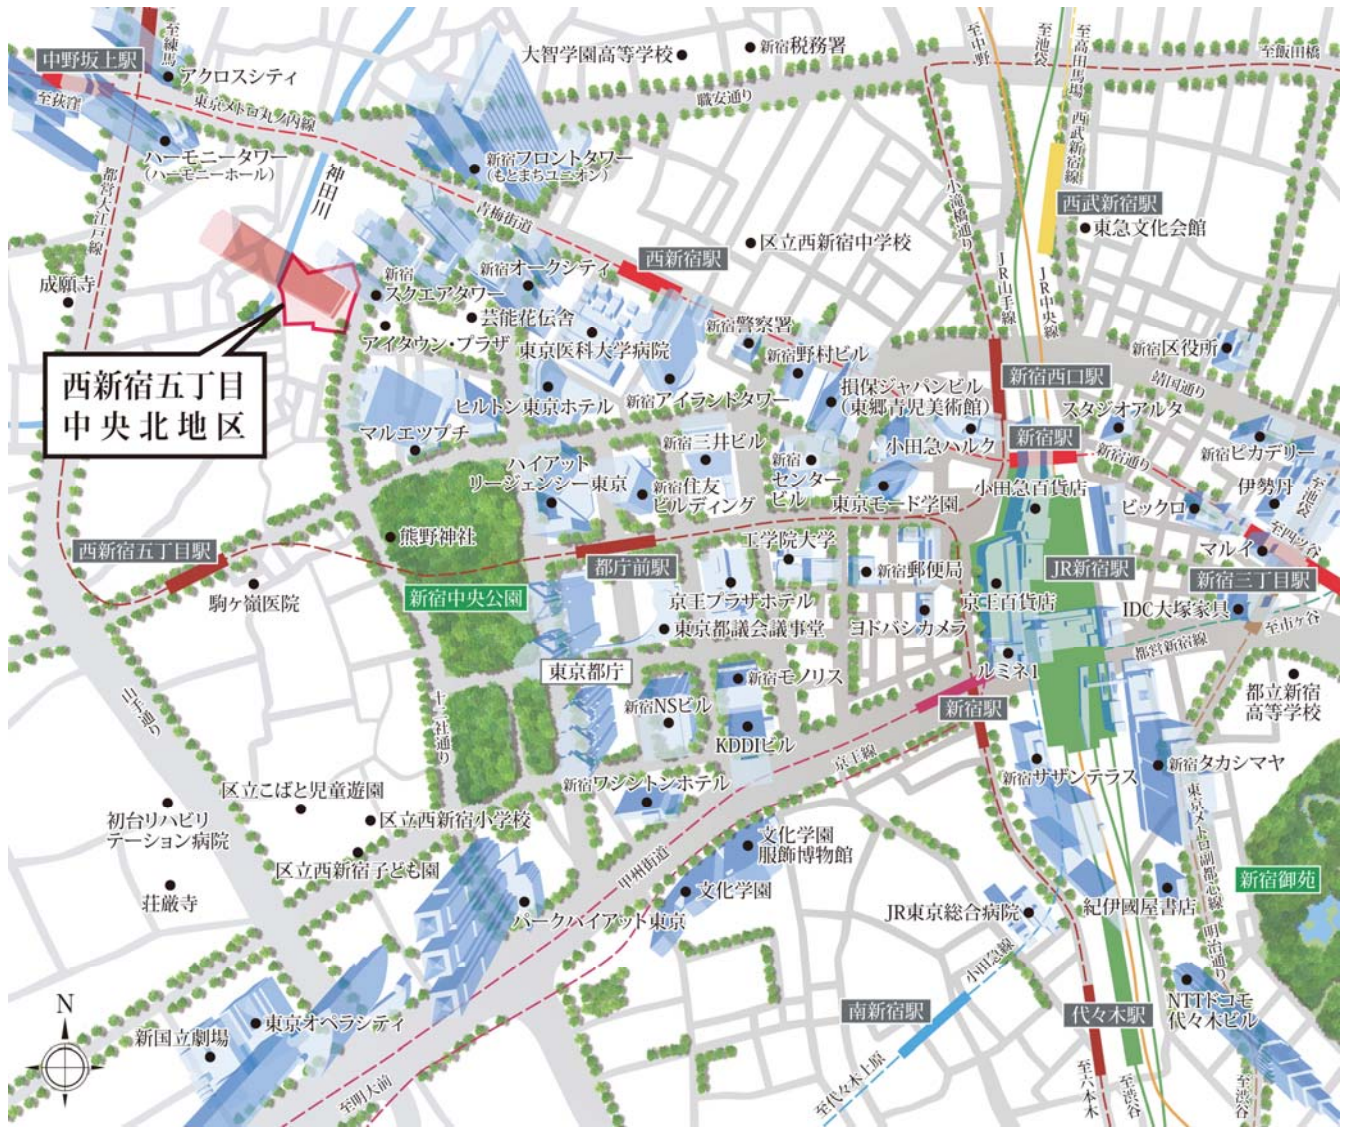 中野坂上駅
至練馬
アクロスシティ
至荻窪
東京メトロ丸ノ内線
ハーモニータワー
(ハーモニーホール)
都営大江戸線
神田川
大智学園高等学校
新宿税務署
職安通り
至中野
至池袋
至高田馬場
西武新宿線
至飯田橋
新宿フロントタワー
(もとまちユニオン)
青梅街道
小滝橋通り
西武新宿駅
東急文化会館
JR山手線
JR中央線
区立西新宿中学校
西新宿駅
成願寺
新宿
スクエアタワー
新宿オークシティ
芸能花伝舎
アイタウン・プラザ
東京医科大学病院
新宿警察署
新宿野村ビル
新宿区役所
靖国通り
西新宿五丁目
中央北地区
マルエツプチ
ヒルトン東京ホテル
新宿アイランドタワー
損保ジャパンビル
(東郷青児美術館)
新宿西口駅
スタジオアルタ
小田急ハルク
新宿駅
新宿通り
新宿ピカデリー
新宿三井ビル
新宿
センター
ビル
ハイアット
リージェンシー東京
新宿住友
ビルディング
東京モード学園
小田急百貨店
ビックロ
伊勢丹
至池袋
至四ツ谷
マルイ
熊野神社
西新宿五丁目駅
駒ヶ嶺医院
都庁前駅
工学院大学
新宿郵便局
JR新宿駅
新宿三丁目駅
新宿中央公園
京王プラザホテル
東京都議会議事堂
ヨドバシカメラ
京王百貨店
IDC大塚家具
至市ヶ谷
都営新宿線
東京都庁
ルミネ1
新宿モノリス
新宿NSビル
新宿駅
都立新宿
高等学校
山手通り
十二社通り
KDDIビル
京王線
新宿ワシントンホテル
新宿サザンテラス
新宿タカシマヤ
区立こばと児童遊園
初台リハビリ
テーション病院
区立西新宿小学校
区立西新宿子ども園
荘厳寺
甲州街道
文化学園
服飾博物館
文化学園
パークハイアット東京
東京メトロ副都心線
明治通り
新宿御苑
JR東京総合病院
紀伊國屋書店
小田急線
南新宿駅
代々木駅
NTTドコモ
代々木ビル
N
新国立劇場
東京オペラシティ
至明大前
至代々木上原
至六本木
至渋谷
至渋谷